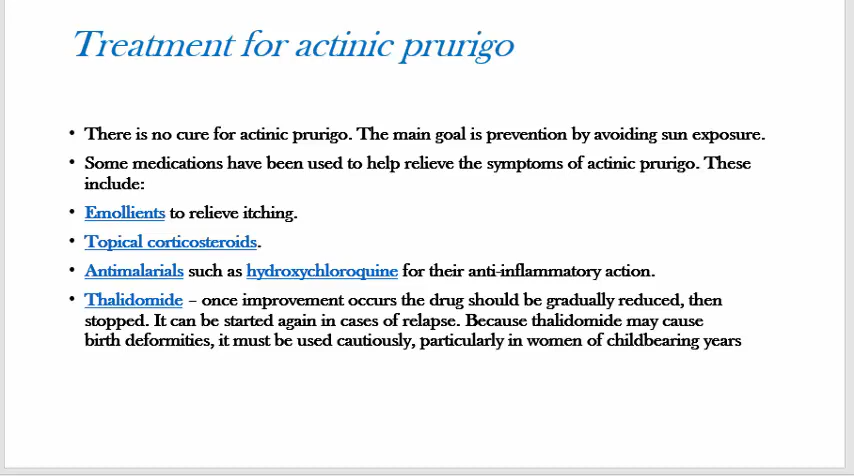 Treatment for actinic prurigo
• There is no cure for actinic prurigo. The main goal is prevention by avoiding sun exposure.
• Some medications have been used to help relieve the symptoms of actinic prurigo. These
include:
• Emollients to relieve itching.
• Topical corticosteroids.
• Antimalarials such as hydroxychloroquine for their anti-inflammatory action.
• Thalidomide – once improvement occurs the drug should be gradually reduced, then
stopped. It can be started again in cases of relapse. Because thalidomide may cause
birth deformities, it must be used cautiously, particularly in women of childbearing years